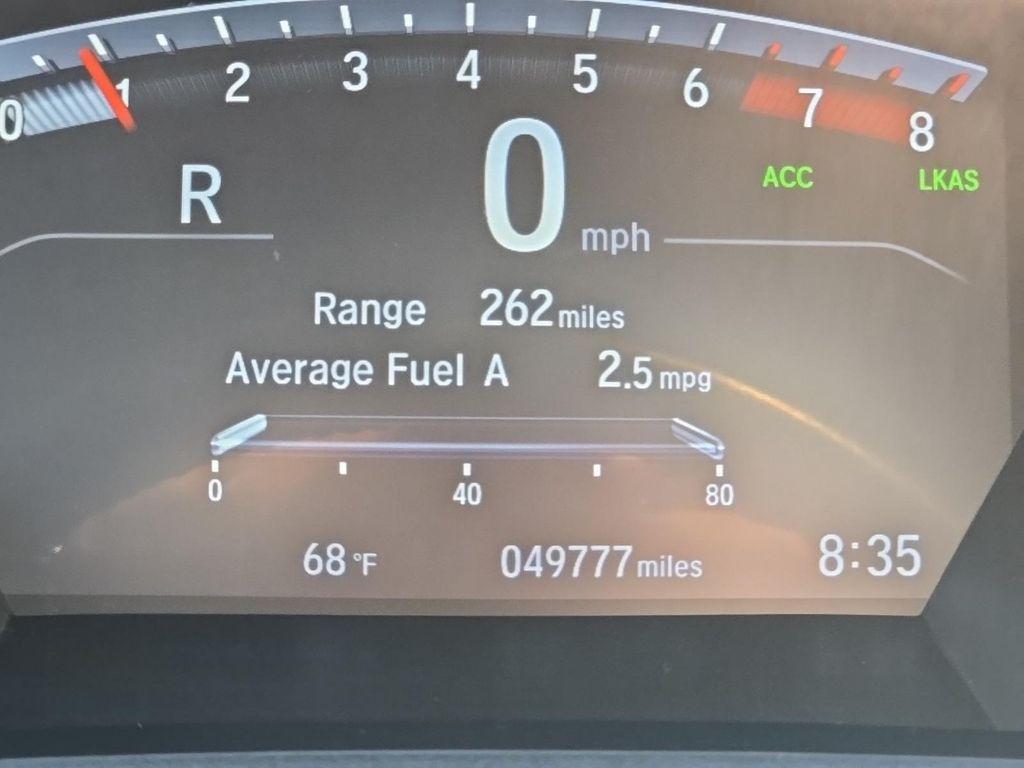 0 1 2 3 4 5 6 7 8
R 0 mph ACC LKAS
Range 262 miles
Average Fuel A 2.5 mpg
0 40 80
68 °F 049777 miles 8:35